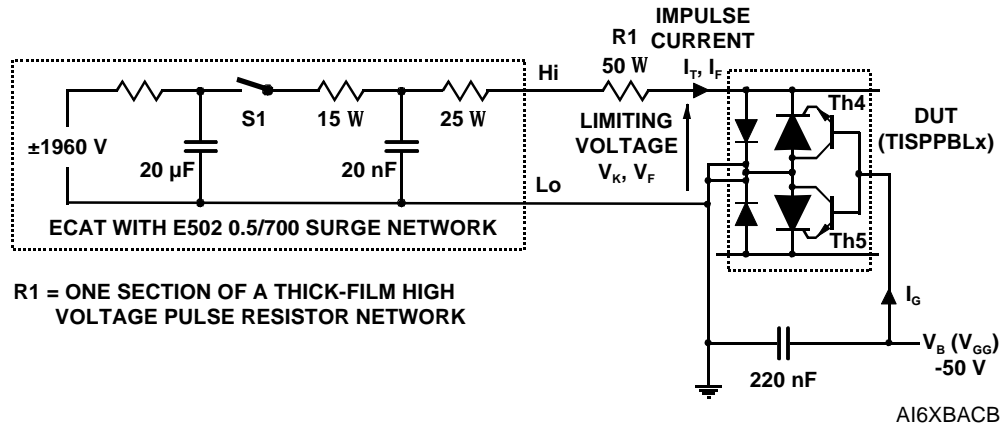 IMPULSE
CURRENT
I_T, I_F
R1
50 W
Hi
S1
15 W
25 W
±1960 V
20 µF
20 nF
Lo
LIMITING
VOLTAGE
V_K, V_F
Th4
Th5
DUT
(TISPPBLx)
ECAT WITH E502 0.5/700 SURGE NETWORK
R1 = ONE SECTION OF A THICK-FILM HIGH
VOLTAGE PULSE RESISTOR NETWORK
I_G
220 nF
V_B (V_GG)
-50 V
AI6XBACB